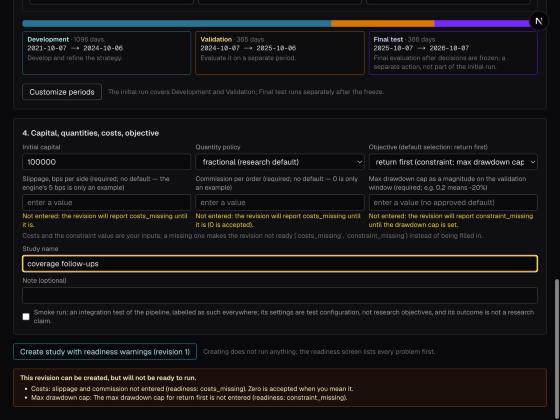 N
Development · 1096 days
2021-10-07 → 2024-10-06
Develop and refine the strategy.
Validation · 365 days
2024-10-07 → 2025-10-06
Evaluate it on a separate period.
Final test · 366 days
2025-10-07 → 2026-10-07
Final evaluation after decisions are frozen; a
separate action, not part of the initial run.
Customize periods
The initial run covers Development and Validation; Final test runs separately after the freeze.
4. Capital, quantities, costs, objective
Initial capital
Quantity policy
Objective (default selection: return first)
100000
fractional (research default)
return first (constraint: max drawdown cap
Slippage, bps per side (required; no default — the
engine's 5 bps is only an example)
Commission per order (required; no default — 0 is only
an example)
Max drawdown cap as a magnitude on the validation
window (required; e.g. 0.2 means -20%)
enter a value
enter a value
enter a value (no approved default)
Not entered: the revision will report costs_missing until
it is.
Not entered: the revision will report costs_missing until
it is (0 is accepted).
Not entered: the revision will report constraint_missing
until the drawdown cap is set.
Costs and the constraint value are your inputs; a missing one makes the revision not ready (`costs_missing`, `constraint_missing`) instead of being filled in.
Study name
coverage follow-ups
Note (optional)
Smoke run: an integration test of the pipeline, labelled as such everywhere; its settings are test configuration, not research objectives, and its outcome is not a research
claim.
Create study with readiness warnings (revision 1)
Creating does not run anything; the readiness screen lists every problem first.
This revision can be created, but will not be ready to run.
• Costs: slippage and commission not entered (readiness: costs_missing). Zero is accepted when you mean it.
• Max drawdown cap: The max drawdown cap for return first is not entered (readiness: constraint_missing).